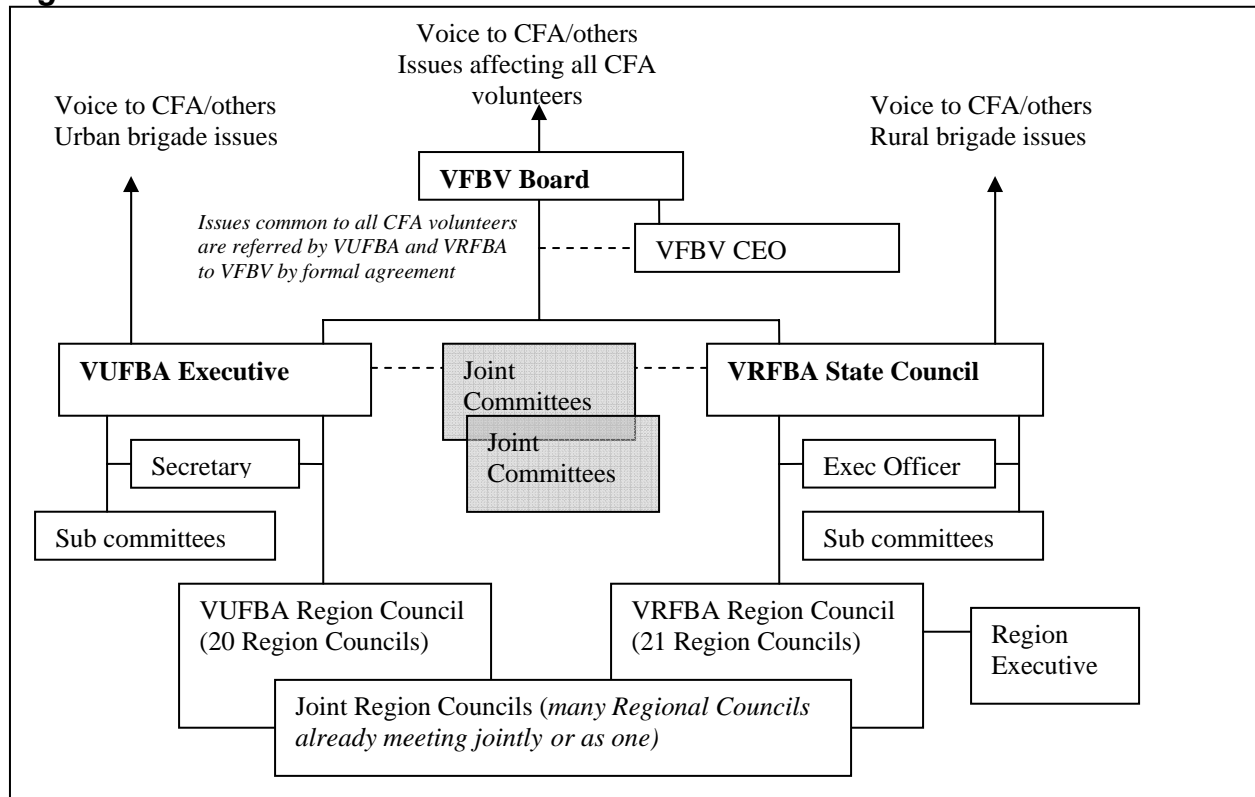 Voice to CFA/others
Issues affecting all CFA
volunteers
Voice to CFA/others
Urban brigade issues
Voice to CFA/others
Rural brigade issues
VFBV Board
Issues common to all CFA volunteers
are referred by VUFBA and VRFBA
to VFBV by formal agreement
VFBV CEO
VUFBA Executive
Joint
Committees
VRFBA State Council
Joint
Committees
Secretary
Exec Officer
Sub committees
Sub committees
VUFBA Region Council
(20 Region Councils)
VRFBA Region Council
(21 Region Councils)
Region
Executive
Joint Region Councils (many Regional Councils
already meeting jointly or as one)